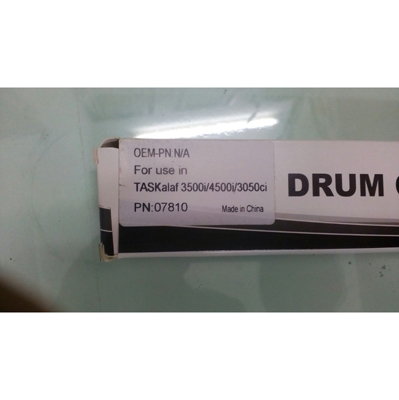 OEM-PN:N/A
For use in
TASKalaf 3500i/4500i/3050ci
PN:07810
Made in China
DRUM